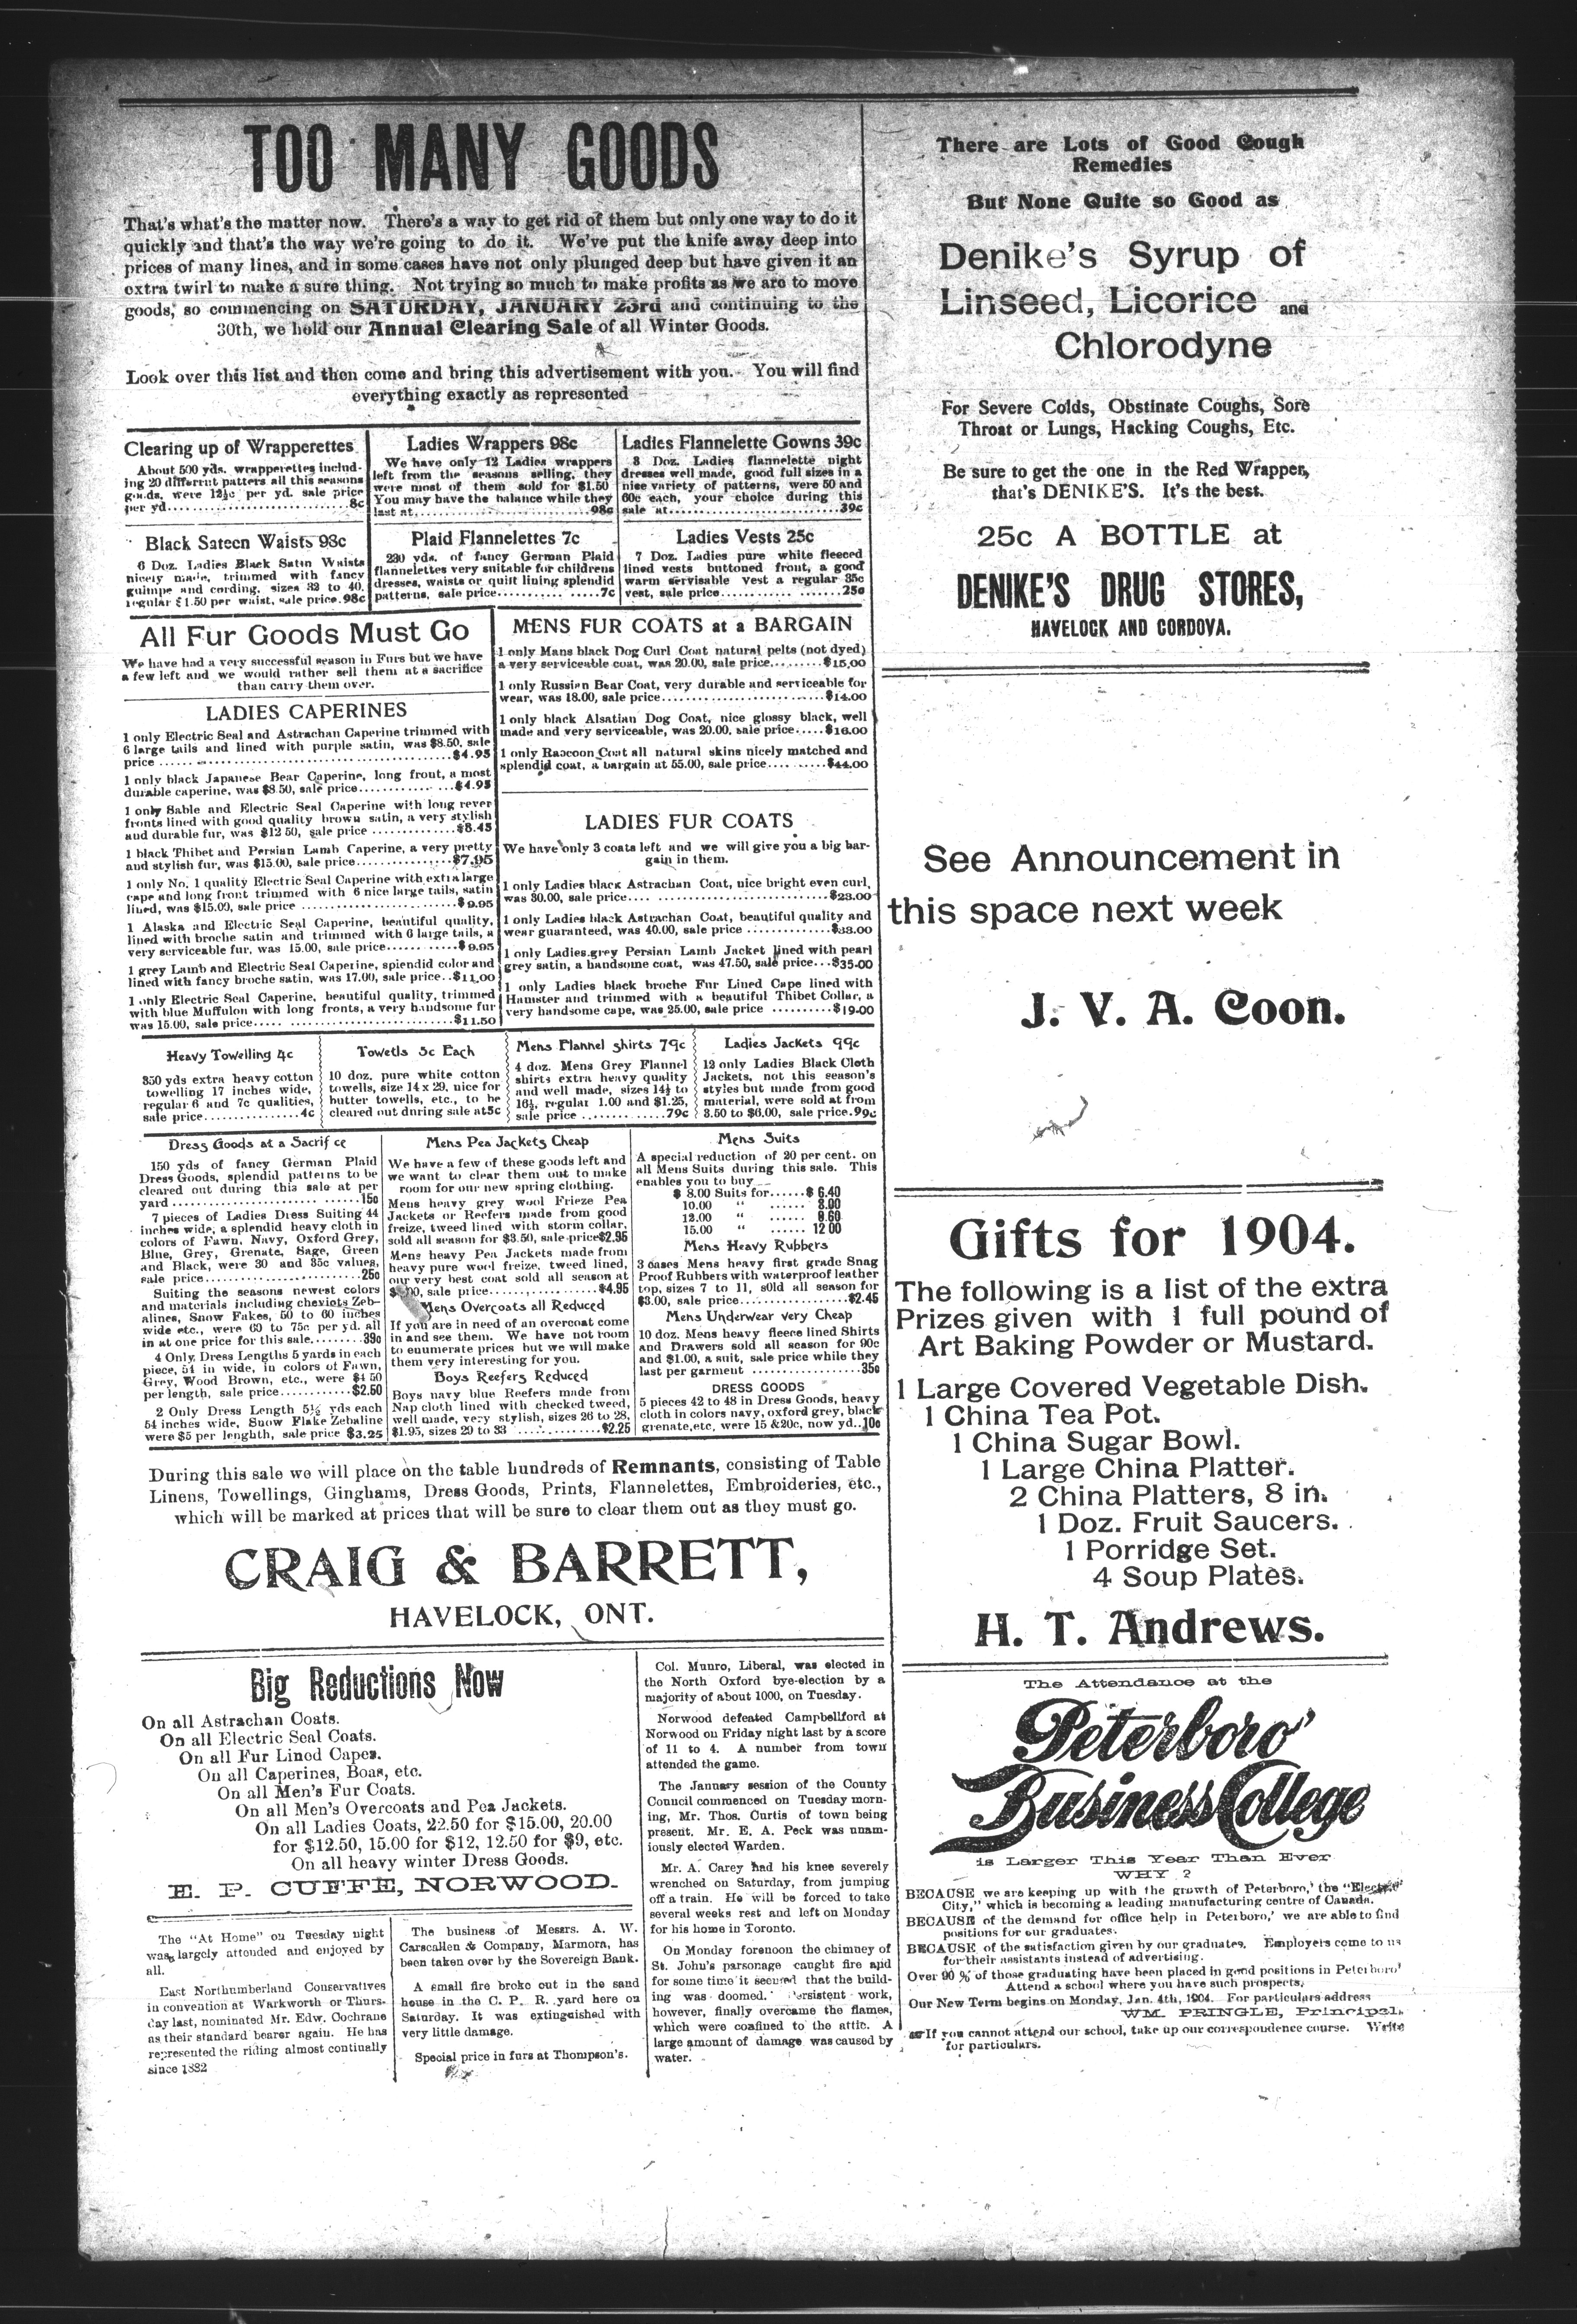 TOO MANY GOODS
That's what's the matter now. There's a way to get rid of them but only one way to do it
quickly and that's the way we're going to do it. We've put the knife away deep into
prices of many lines, and in some cases have not only plunged deep but have given it an
extra twirl to make a sure thing. Not trying so much to make profits as we are to move
goods, so commencing on SATURDAY, JANUARY 23rd and continuing to the
30th, we hold our Annual Clearing Sale of all Winter Goods.
Look over this list and then come and bring this advertisement with you. You will find
everything exactly as represented
Clearing up of Wrapperettes
About 500 yds. wrapperettes includ-
ing 20 different patters all this seasons
goods, were 12½c per yd. sale price
per yd..............................8c
Ladies Wrappers 98c
We have only 12 Ladies wrappers
left from the seasons selling, they
were most of them sold for $1.50
You may have the balance while they
last at..............................98c
Ladies Flannelette Gowns 39c
8 Doz. Ladies flannelette night
dresses well made, good full sizes in a
nice variety of patterns, were 50 and
60c each, your choice during this
sale at..............................39c
Black Sateen Waists 98c
6 Doz. Ladies Black Satin Waists
nicely made, trimmed with fancy
guimpe and cording, sizes 32 to 40,
regular $1.50 per waist, sale price.98c
Plaid Flannelettes 7c
230 yds. of fancy German Plaid
flannelettes very suitable for childrens
dresses, waists or quilt lining splendid
patterns, sale price.................7c
Ladies Vests 25c
7 Doz. Ladies pure white fleeced
lined vests buttoned front, a good
warm servisable vest a regular 35c
vest, sale price....................25c
All Fur Goods Must Go
We have had a very successful season in Furs but we have
a few left and we would rather sell them at a sacrifice
than carry them over.
LADIES CAPERINES
1 only Electric Seal and Astrachan Caperine trimmed with
6 large tails and lined with purple satin, was $8.50, sale
price ..............................$4.95
1 only black Japanese Bear Caperine, long front, a most
durable caperine, was $8.50, sale price..............$4.95
1 only Sable and Electric Seal Caperine with long rever
fronts lined with good quality brown satin, a very stylish
and durable fur, was $12 50, sale price ..............$8.45
1 black Thibet and Persian Lamb Caperine, a very pretty
and stylish fur, was $15.00, sale price..............$7.95
1 only No. 1 quality Electric Seal Caperine with extra large
cape and long front trimmed with 6 nice large tails, satin
lined, was $15.00, sale price ..............$9.95
1 Alaska and Electric Seal Caperine, beautiful quality,
lined with broche satin and trimmed with 6 large tails, a
very serviceable fur, was 15.00, sale price..........$9.95
1 grey Lamb and Electric Seal Caperine, splendid color and
lined with fancy broche satin, was 17.00, sale price..$11.00
1 only Electric Seal Caperine, beautiful quality, trimmed
with blue Muffulon with long fronts, a very handsome fur
was 15.00, sale price..............................$11.50
MENS FUR COATS at a BARGAIN
1 only Mans black Dog Curl Coat natural pelts (not dyed)
a very serviceable coat, was 20.00, sale price.........$15.00
1 only Russian Bear Coat, very durable and serviceable for
wear, was 18.00, sale price.........................$14.00
1 only black Alsatian Dog Coat, nice glossy black, well
made and very serviceable, was 20.00, sale price.....$16.00
1 only Raccoon Coat all natural skins nicely matched and
splendid coat, a bargain at 55.00, sale price.........$44.00
LADIES FUR COATS
We have only 3 coats left and we will give you a big bar-
gain in them.
1 only Ladies black Astrachan Coat, nice bright even curl,
was 30.00, sale price..............................$23.00
1 only Ladies black Astrachan Coat, beautiful quality and
wear guaranteed, was 40.00, sale price ............$33.00
1 only Ladies grey Persian Lamb Jacket lined with pearl
grey satin, a handsome coat, was 47.50, sale price...$35.00
1 only Ladies black broche Fur Lined Cape lined with
Hamster and trimmed with a beautiful Thibet Collar, a
very handsome cape, was 25.00, sale price ..........$19.00
Heavy Towelling 4c
350 yds extra heavy cotton
towelling 17 inches wide,
regular 6 and 7c qualities,
sale price...............4c
Towells 5c Each
10 doz. pure white cotton
towells, size 14 x 29, nice for
butter towells, etc., to be
cleared out during sale at5c
Mens Flannel shirts 79c
4 doz. Mens Grey Flannel
shirts extra heavy quality
and well made, sizes 14½ to
16½, regular 1.00 and $1.25,
sale price ..............79c
Ladies Jackets 99c
12 only Ladies Black Cloth
Jackets, not this season's
styles but made from good
material, were sold at from
3.50 to $6.00, sale price.99c
Dress Goods at a Sacrifce
150 yds of fancy German Plaid
Dress Goods, splendid patterns to be
cleared out during this sale at per
yard ..........................15c
7 pieces of Ladies Dress Suiting 44
inches wide, a splendid heavy cloth in
colors of Fawn, Navy, Oxford Grey,
Blue, Grey, Grenate, Sage, Green
and Black, were 30 and 35c values,
sale price.......................25c
Suiting the seasons newest colors
and materials including cheviots Zeb-
alines, Snow Fakes, 50 to 60 inches
wide etc., were 60 to 75c per yd. all
in at one price for this sale........39c
4 Only Dress Lengths 5 yards in each
piece, 54 in wide, in colors of Fawn,
Grey, Wood Brown, etc., were $4 50
per length, sale price...........$2.50
2 Only Dress Length 5½ yds each
54 inches wide, Snow Flake Zebaline
were $5 per lenghth, sale price $3.25
Mens Pea Jackets Cheap
We have a few of these goods left and
we want to clear them out to make
room for our new spring clothing.
Mens heavy grey wool Frieze Pea
Jackets or Reefers made from good
freize, tweed lined with storm collar,
sold all season for $3.50, sale price$2.95
Mens heavy Pea Jackets made from
heavy pure wool freize, tweed lined,
our very best coat sold all season at
sale price....................$4.95
Mens Overcoats all Reduced
If you are in need of an overcoat come
in and see them. We have not room
to enumerate prices but we will make
them very interesting for you.
Boys Reefers Reduced
Boys navy blue Reefers made from
Nap cloth lined with checked tweed,
well made, very stylish, sizes 26 to 28,
$1.95, sizes 29 to 33 ..............$2.25
Mens Suits
A special reduction of 20 per cent. on
all Mens Suits during this sale. This
enables you to buy
$ 8.00 Suits for......$ 6.40
10.00 " ...... 8.00
12.00 " ...... 9.60
15.00 " ...... 12 00
Mens Heavy Rubbers
3 cases Mens heavy first grade Snag
Proof Rubbers with waterproof leather
top, sizes 7 to 11, sold all season for
$3.00, sale price................$2.45
Mens Underwear very Cheap
10 doz. Mens heavy fleece lined Shirts
and Drawers sold all season for 90c
and $1.00, a suit, sale price while they
last per garment ................35c
DRESS GOODS
5 pieces 42 to 48 in Dress Goods, heavy
cloth in colors navy, oxford grey, black
grenate,etc, were 15 &20c, now yd..10c
During this sale we will place on the table hundreds of Remnants, consisting of Table
Linens, Towellings, Ginghams, Dress Goods, Prints, Flannelettes, Embroideries, etc.,
which will be marked at prices that will be sure to clear them out as they must go.
CRAIG & BARRETT,
HAVELOCK, ONT.
Big Reductions Now
On all Astrachan Coats.
On all Electric Seal Coats.
On all Fur Lined Capes.
On all Caperines, Boas, etc.
On all Men's Fur Coats.
On all Men's Overcoats and Pea Jackets.
On all Ladies Coats, 22.50 for $15.00, 20.00
for $12.50, 15.00 for $12, 12.50 for $9, etc.
On all heavy winter Dress Goods.
E. P. CUFFE, NORWOOD.
The "At Home" on Tuesday night
was largely attended and enjoyed by
all.
East Northumberland Conservatives
in convention at Warkworth or Thurs-
day last, nominated Mr. Edw. Cochrane
as their standard bearer again. He has
represented the riding almost continally
since 1882
The business of Messrs. A. W.
Carscallen & Company, Marmora, has
been taken over by the Sovereign Bank.
A small fire broke out in the sand
house in the C. P. R. yard here on
Saturday. It was extinguished with
very little damage.
Special price in furs at Thompson's.
Col. Munro, Liberal, was elected in
the North Oxford bye-election by a
majority of about 1000, on Tuesday.
Norwood defeated Campbellford at
Norwood on Friday night last by a score
of 11 to 4. A number from town
attended the game.
The January session of the County
Council commenced on Tuesday morn-
ing, Mr. Thos. Curtis of town being
present. Mr. E. A. Peck was unam-
iously elected Warden.
Mr. A. Carey had his knee severely
wrenched on Saturday, from jumping
off a train. He will be forced to take
several weeks rest and left on Monday
for his home in Toronto.
On Monday forenoon the chimney of
St. John's parsonage caught fire and
for some time it seemed that the build-
ing was doomed. Persistent work,
however, finally overcame the flames,
which were confined to the attic. A
large amount of damage was caused by
water.
There are Lots of Good Cough
Remedies
But None Quite so Good as
Denike's Syrup of
Linseed, Licorice and
Chlorodyne
For Severe Colds, Obstinate Coughs, Sore
Throat or Lungs, Hacking Coughs, Etc.
Be sure to get the one in the Red Wrapper,
that's DENIKE'S. It's the best.
25c A BOTTLE at
DENIKE'S DRUG STORES,
HAVELOCK AND CORDOVA.
See Announcement in
this space next week
J. V. A. Coon.
Gifts for 1904.
The following is a list of the extra
Prizes given with 1 full pound of
Art Baking Powder or Mustard.
1 Large Covered Vegetable Dish.
1 China Tea Pot.
1 China Sugar Bowl.
1 Large China Platter.
2 China Platters, 8 in.
1 Doz. Fruit Saucers.
1 Porridge Set.
4 Soup Plates.
H. T. Andrews.
The Attendance at the
Peterboro'
Business College
is Larger This Year Than Ever
WHY ?
BECAUSE we are keeping up with the growth of Peterboro,' the "Electric
City," which is becoming a leading manufacturing centre of Canada.
BECAUSE of the demand for office help in Peterboro,' we are able to find
positions for our graduates.
BECAUSE of the satisfaction given by our graduates. Employers come to us
for their assistants instead of advertising.
Over 90 % of those graduating have been placed in good positions in Peterboro'
Attend a school where you have such prospects.
Our New Term begins on Monday, Jan. 4th, 1904. For particulars address
WM. PRINGLE, Principal.
If you cannot attend our school, take up our correspondence course. Write
for particulars.